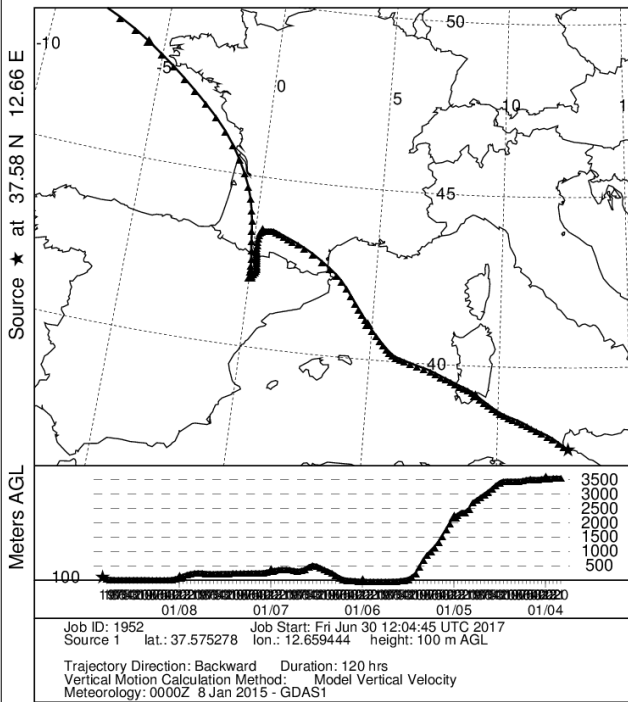 50
-10
-5
0
5
10
1
45
40
Source ★ at 37.58 N 12.66 E
Meters AGL
3500
3000
2500
2000
1500
1000
500
100
01/08 01/07 01/06 01/05 01/04
Job ID: 1952 Job Start: Fri Jun 30 12:04:45 UTC 2017
Source 1 lat.: 37.575278 lon.: 12.659444 height: 100 m AGL
Trajectory Direction: Backward Duration: 120 hrs
Vertical Motion Calculation Method: Model Vertical Velocity
Meteorology: 0000Z 8 Jan 2015 - GDAS1